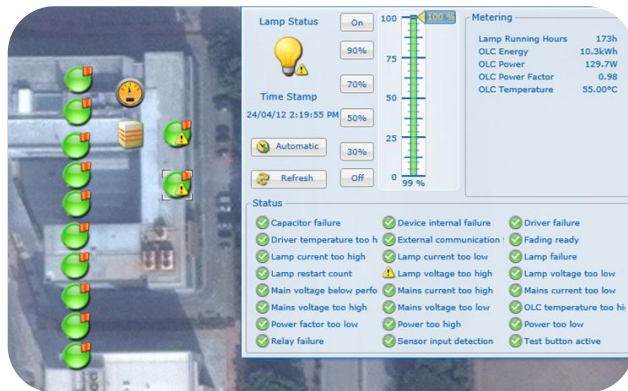 Lamp Status
On
90%
70%
50%
30%
Off
Time Stamp
24/04/12 2:19:55 PM
Automatic
Refresh
100
100 %
75
50
25
0
99 %
Metering
Lamp Running Hours 173h
OLC Energy 10.3kWh
OLC Power 129.7W
OLC Power Factor 0.98
OLC Temperature 55.00°C
Status
Capacitor failure Device internal failure Driver failure
Driver temperature too h External communication Fading ready
Lamp current too high Lamp current too low Lamp failure
Lamp restart count Lamp voltage too high Lamp voltage too low
Main voltage below perfo Mains current too high Mains current too low
Mains voltage too high Mains voltage too low OLC temperature too hi
Power factor too low Power too high Power too low
Relay failure Sensor input detection Test button active